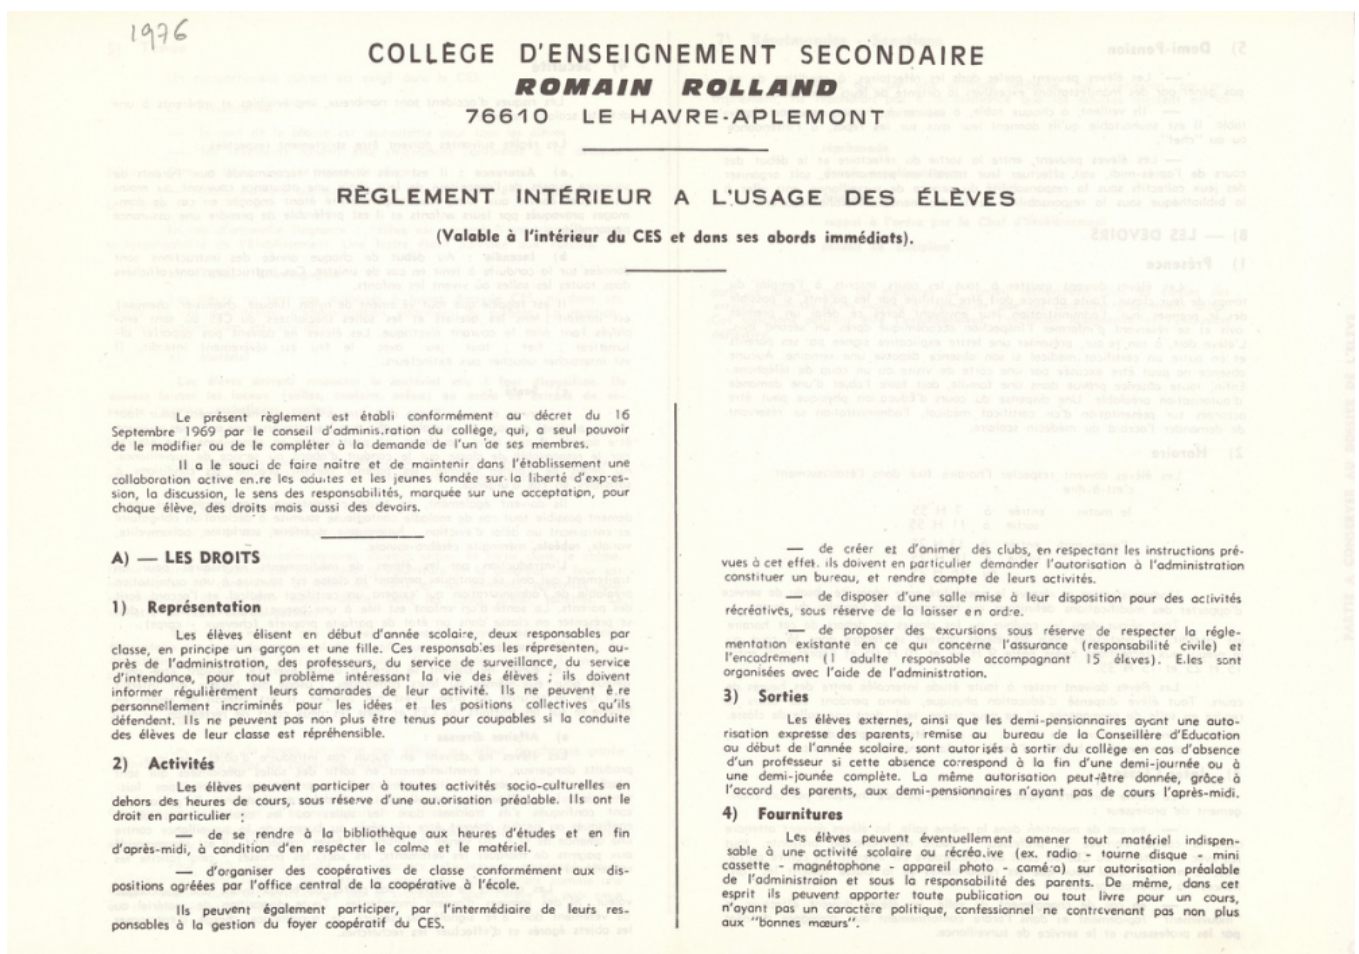 1976
COLLÈGE D'ENSEIGNEMENT SECONDAIRE
ROMAIN ROLLAND
76610 LE HAVRE-APLEMONT
RÈGLEMENT INTÉRIEUR A L'USAGE DES ÉLÈVES
(Valable à l'intérieur du CES et dans ses abords immédiats).
Le présent règlement est établi conformément au décret du 16
Septembre 1969 par le conseil d'adminis.ration du collège, qui, a seul pouvoir
de le modifier ou de le compléter à la demande de l'un de ses membres.
Il a le souci de faire naître et de maintenir dans l'établissement une
collaboration active en.re les adultes et les jeunes fondée sur la liberté d'expres-
sion, la discussion, le sens des responsabilités, marquée sur une acceptation, pour
chaque élève, des droits mais aussi des devoirs.
A) — LES DROITS
1) Représentation
Les élèves élisent en début d'année scolaire, deux responsables par
classe, en principe un garçon et une fille. Ces responsables les répresenten, au-
près de l'administration, des professeurs, du service de surveillance, du service
d'intendance, pour tout problème intéressant la vie des élèves ; ils doivent
informer régulièrement leurs camarades de leur activité. Ils ne peuvent ê.re
personnellement incriminés pour les idées et les positions collectives qu'ils
défendent. Ils ne peuvent pas non plus être tenus pour coupables si la conduite
des élèves de leur classe est répréhensible.
2) Activités
Les élèves peuvent participer à toutes activités socio-culturelles en
dehors des heures de cours, sous réserve d'une au.orisation préalable. Ils ont le
droit en particulier :
— de se rendre à la bibliothèque aux heures d'études et en fin
d'après-midi, à condition d'en respecter le calme et le matériel.
— d'organiser des coopératives de classe conformément aux dis-
positions agréées par l'office central de la coopérative à l'école.
Ils peuvent également participer, par l'intermédiaire de leurs res-
ponsables à la gestion du foyer coopératif du CES.
— de créer et d'animer des clubs, en respectant les instructions pré-
vues à cet effet. ils doivent en particulier demander l'autorisation à l'administration
constituer un bureau, et rendre compte de leurs activités.
— de disposer d'une salle mise à leur disposition pour des activités
récréatives, sous réserve de la laisser en ordre.
— de proposer des excursions sous réserve de respecter la régle-
mentation existante en ce qui concerne l'assurance (responsabilité civile) et
l'encadrement (1 adulte responsable accompagnant 15 élèves). E.les sont
organisées avec l'aide de l'administration.
3) Sorties
Les élèves externes, ainsi que les demi-pensionnaires ayant une auto-
risation expresse des parents, remise au bureau de la Conseillère d'Education
au début de l'année scolaire, sont autorisés à sortir du collège en cas d'absence
d'un professeur si cette absence correspond à la fin d'une demi-journée ou à
une demi-jounée complète. La même autorisation peut-être donnée, grâce à
l'accord des parents, aux demi-pensionnaires n'ayant pas de cours l'après-midi.
4) Fournitures
Les élèves peuvent éventuellement amener tout matériel indispen-
sable à une activité scolaire ou récréa.ive (ex. radio - tourne disque - mini
cassette - magnétophone - appareil photo - caméra) sur autorisation préalable
de l'administraion et sous la responsabilité des parents. De même, dans cet
esprit ils peuvent apporter toute publication ou tout livre pour un cours,
n'ayant pas un caractère politique, confessionnel ne contrevenant pas non plus
aux "bonnes mœurs".